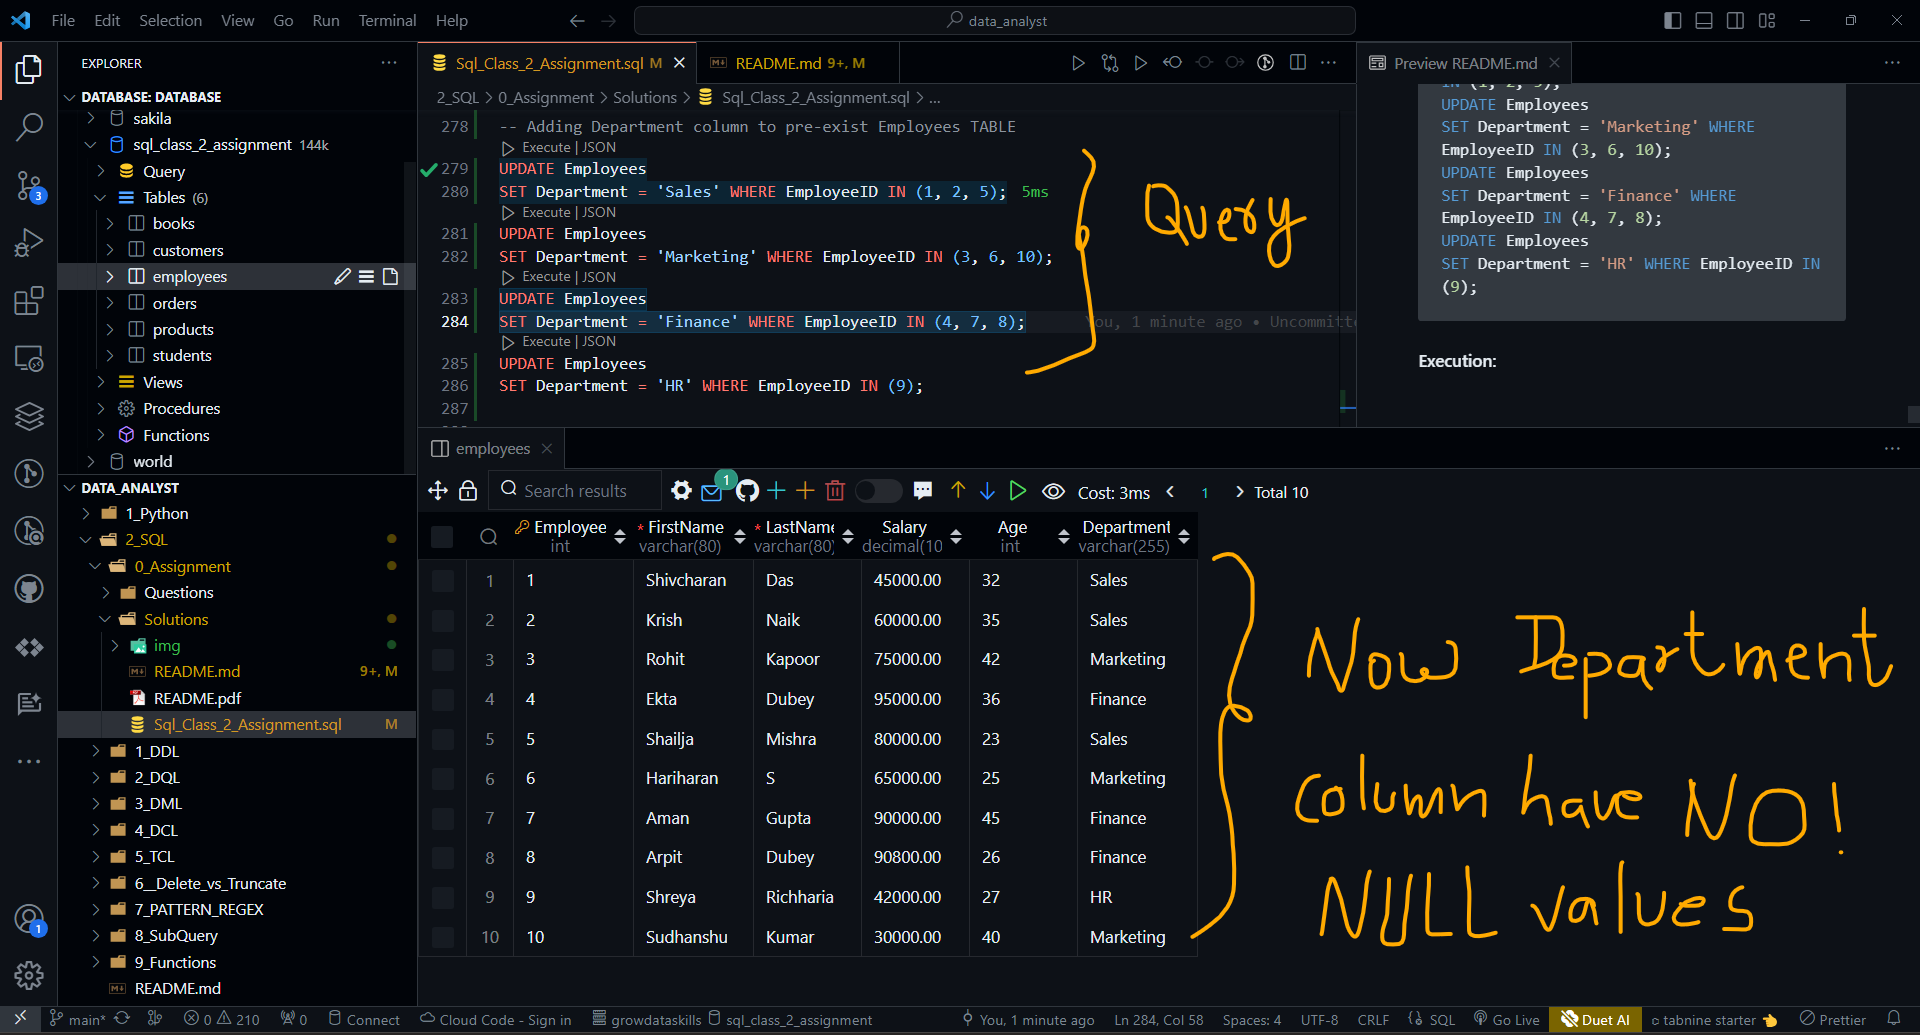 File Edit Selection View Go Run Terminal Help
data_analyst
EXPLORER
DATABASE: DATABASE
sakila
sql_class_2_assignment 144k
Query
Tables (6)
books
customers
employees
orders
products
students
Views
Procedures
Functions
world
DATA_ANALYST
1_Python
2_SQL
0_Assignment
Questions
Solutions
img
README.md 9+, M
README.pdf
Sql_Class_2_Assignment.sql M
1_DDL
2_DQL
3_DML
4_DCL
5_TCL
6__Delete_vs_Truncate
7_PATTERN_REGEX
8_SubQuery
9_Functions
README.md
3
1
Sql_Class_2_Assignment.sql M
README.md 9+, M
2_SQL > 0_Assignment > Solutions > Sql_Class_2_Assignment.sql > ...
278 -- Adding Department column to pre-exist Employees TABLE
Execute | JSON
279 UPDATE Employees
280 SET Department = 'Sales' WHERE EmployeeID IN (1, 2, 5); 5ms
Execute | JSON
281 UPDATE Employees
282 SET Department = 'Marketing' WHERE EmployeeID IN (3, 6, 10);
Execute | JSON
283 UPDATE Employees
284 SET Department = 'Finance' WHERE EmployeeID IN (4, 7, 8); You, 1 minute ago • Uncommitte
Execute | JSON
285 UPDATE Employees
286 SET Department = 'HR' WHERE EmployeeID IN (9);
287
Query
Preview README.md
IN (1, 2, 5);
UPDATE Employees
SET Department = 'Marketing' WHERE
EmployeeID IN (3, 6, 10);
UPDATE Employees
SET Department = 'Finance' WHERE
EmployeeID IN (4, 7, 8);
UPDATE Employees
SET Department = 'HR' WHERE EmployeeID IN
(9);
Execution:
employees
Search results 1 Cost: 3ms < 1 > Total 10
Employee * FirstName * LastName Salary Age Department
int varchar(80) varchar(80) decimal(10 int varchar(255)
1 1 Shivcharan Das 45000.00 32 Sales
2 2 Krish Naik 60000.00 35 Sales
3 3 Rohit Kapoor 75000.00 42 Marketing
4 4 Ekta Dubey 95000.00 36 Finance
5 5 Shailja Mishra 80000.00 23 Sales
6 6 Hariharan S 65000.00 25 Marketing
7 7 Aman Gupta 90000.00 45 Finance
8 8 Arpit Dubey 90800.00 26 Finance
9 9 Shreya Richharia 42000.00 27 HR
10 10 Sudhanshu Kumar 30000.00 40 Marketing
Now Department
column have NO!
NULL values
main* 0 210 0 Connect Cloud Code - Sign in growdataskills sql_class_2_assignment You, 1 minute ago Ln 284, Col 58 Spaces: 4 UTF-8 CRLF SQL Go Live Duet AI tabnine starter Prettier